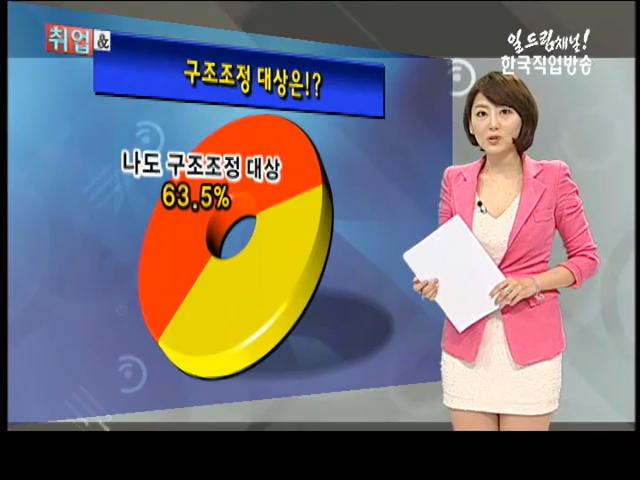 취업 &
일 드림 채널!
한국직업방송
구조조정 대상은!?
나도 구조조정 대상
63.5%